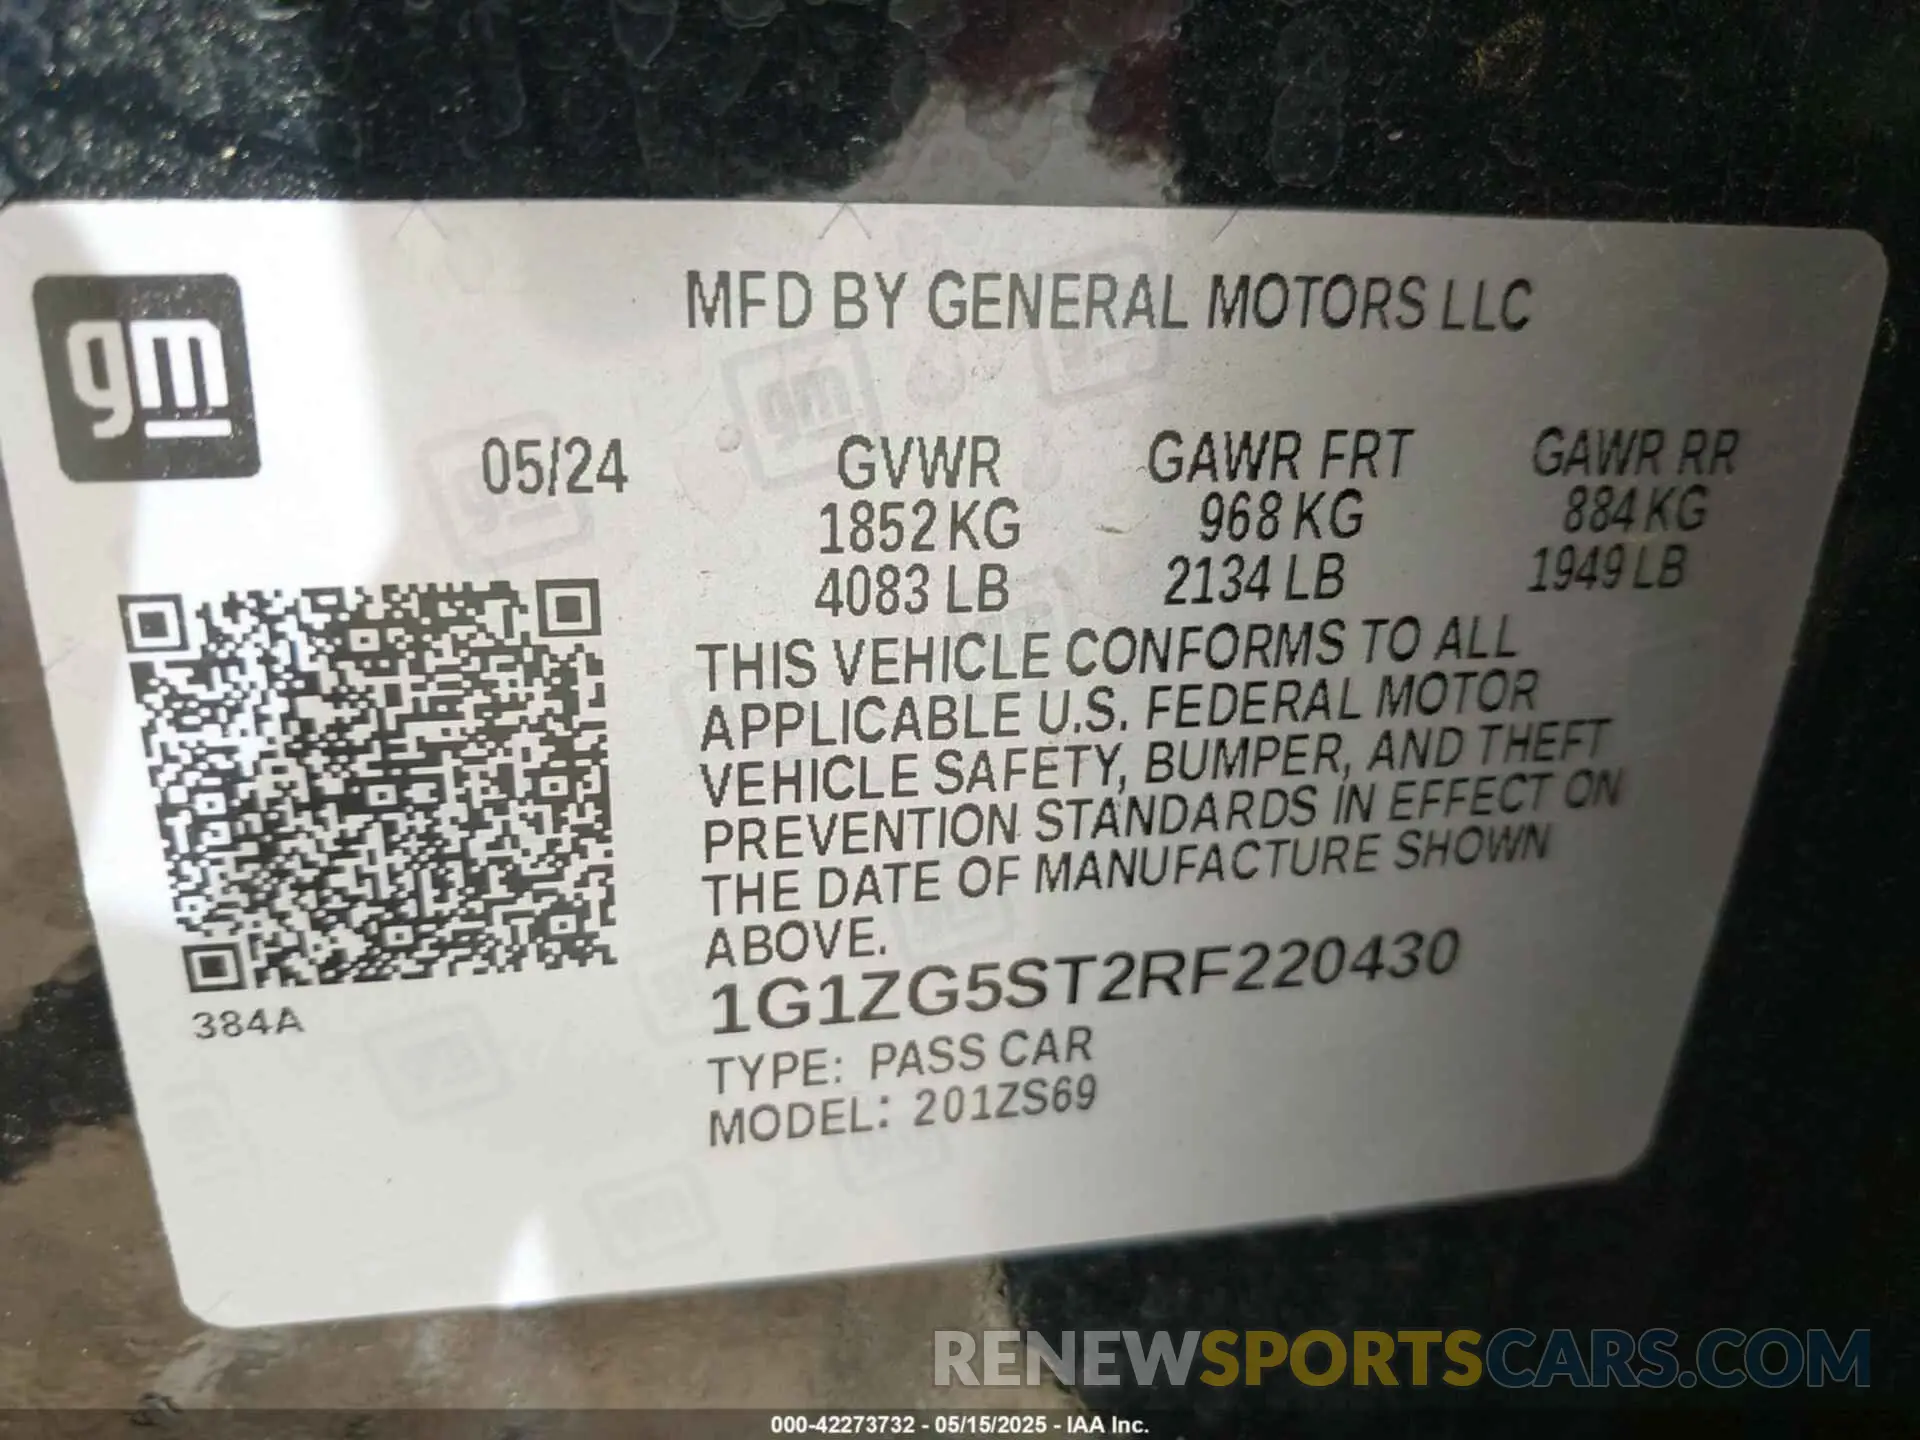 MFD BY GENERAL MOTORS LLC
gm
05/24 GVWR GAWR FRT GAWR RR
1852 KG 968 KG 884 KG
4083 LB 2134 LB 1949 LB
THIS VEHICLE CONFORMS TO ALL
APPLICABLE U.S. FEDERAL MOTOR
VEHICLE SAFETY, BUMPER, AND THEFT
PREVENTION STANDARDS IN EFFECT ON
THE DATE OF MANUFACTURE SHOWN
ABOVE.
1G1ZG5ST2RF220430
384A
TYPE: PASS CAR
MODEL: 201ZS69
RENEWSPORTSCARS.COM
000-42273732 - 05/15/2025 - IAA Inc.